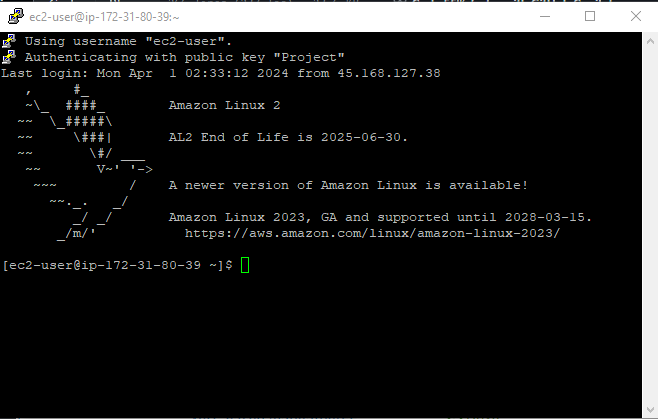 ec2-user@ip-172-31-80-39:~
Using username "ec2-user".
Authenticating with public key "Project"
Last login: Mon Apr  1 02:33:12 2024 from 45.168.127.38
   ,     #_
   ~\_  ####_        Amazon Linux 2
  ~~  \_#####\
  ~~     \###|       AL2 End of Life is 2025-06-30.
  ~~       \#/ ___
   ~~       V~' '->
    ~~~         /    A newer version of Amazon Linux is available!
      ~~._.   _/
         _/ _/       Amazon Linux 2023, GA and supported until 2028-03-15.
       _/m/'           https://aws.amazon.com/linux/amazon-linux-2023/
[ec2-user@ip-172-31-80-39 ~]$